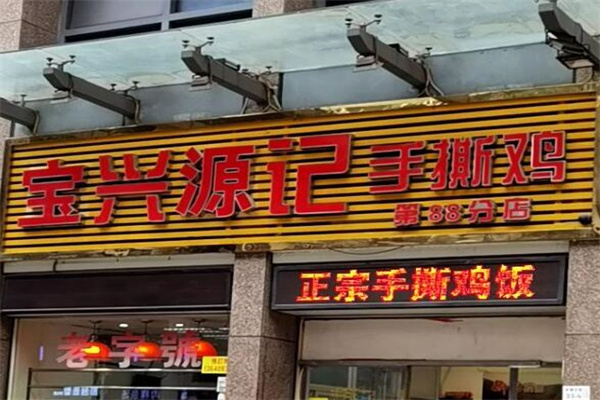 宝兴源记手撕鸡
第88分店
正宗手撕鸡饭
老字號